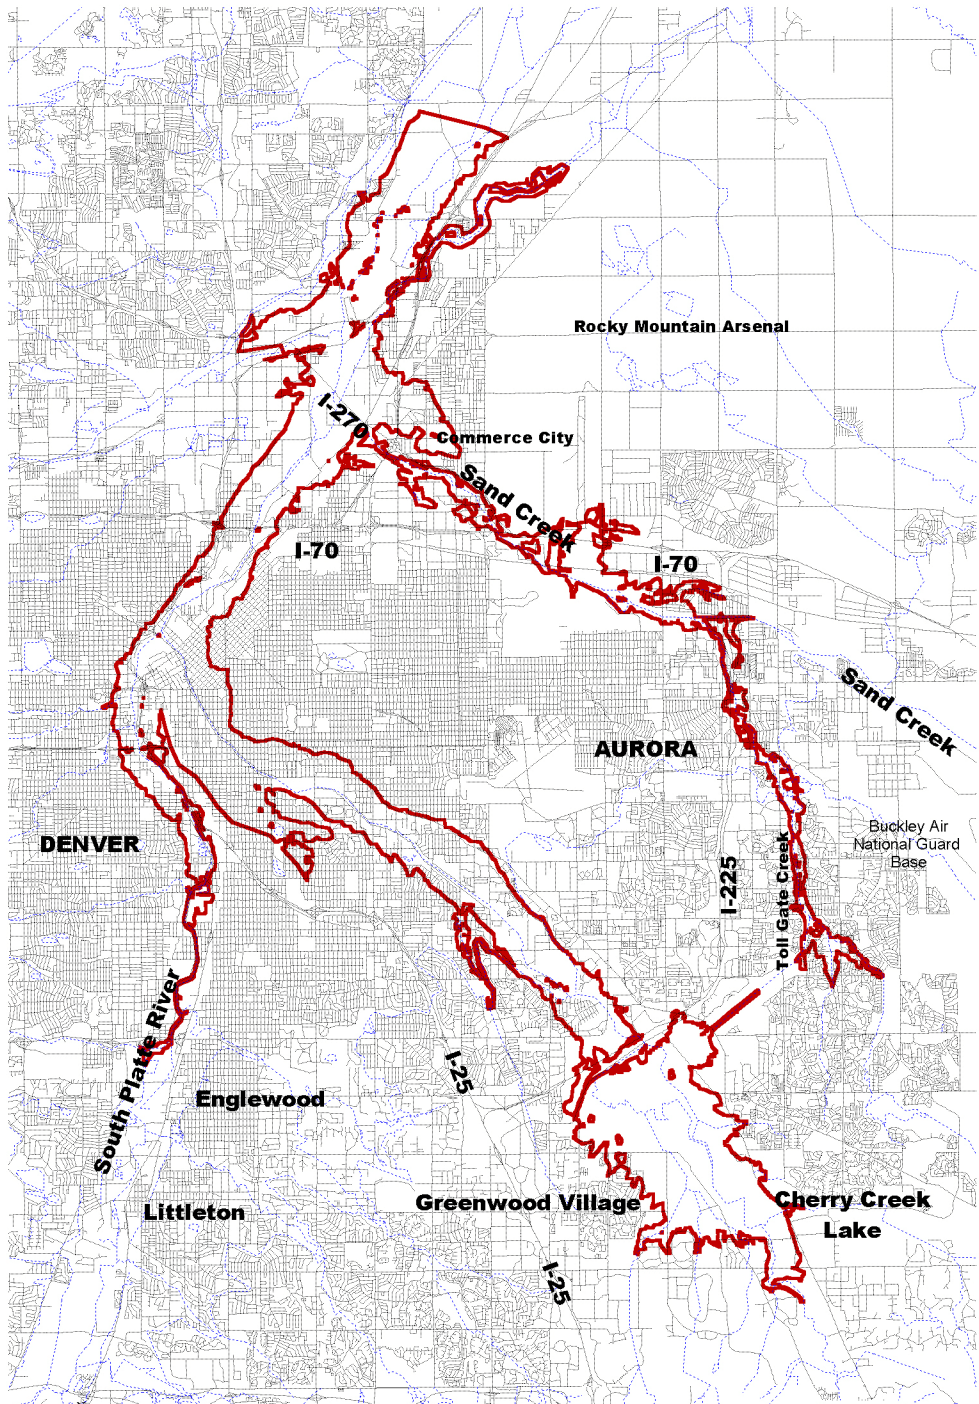 Rocky Mountain Arsenal
I-270
Commerce City
Sand Creek
I-70
I-70
Sand Creek
AURORA
DENVER
Buckley Air
National Guard
Base
I-225
Toll Gate Creek
South Platte River
I-25
Englewood
Greenwood Village
Cherry Creek
Lake
Littleton
I-25